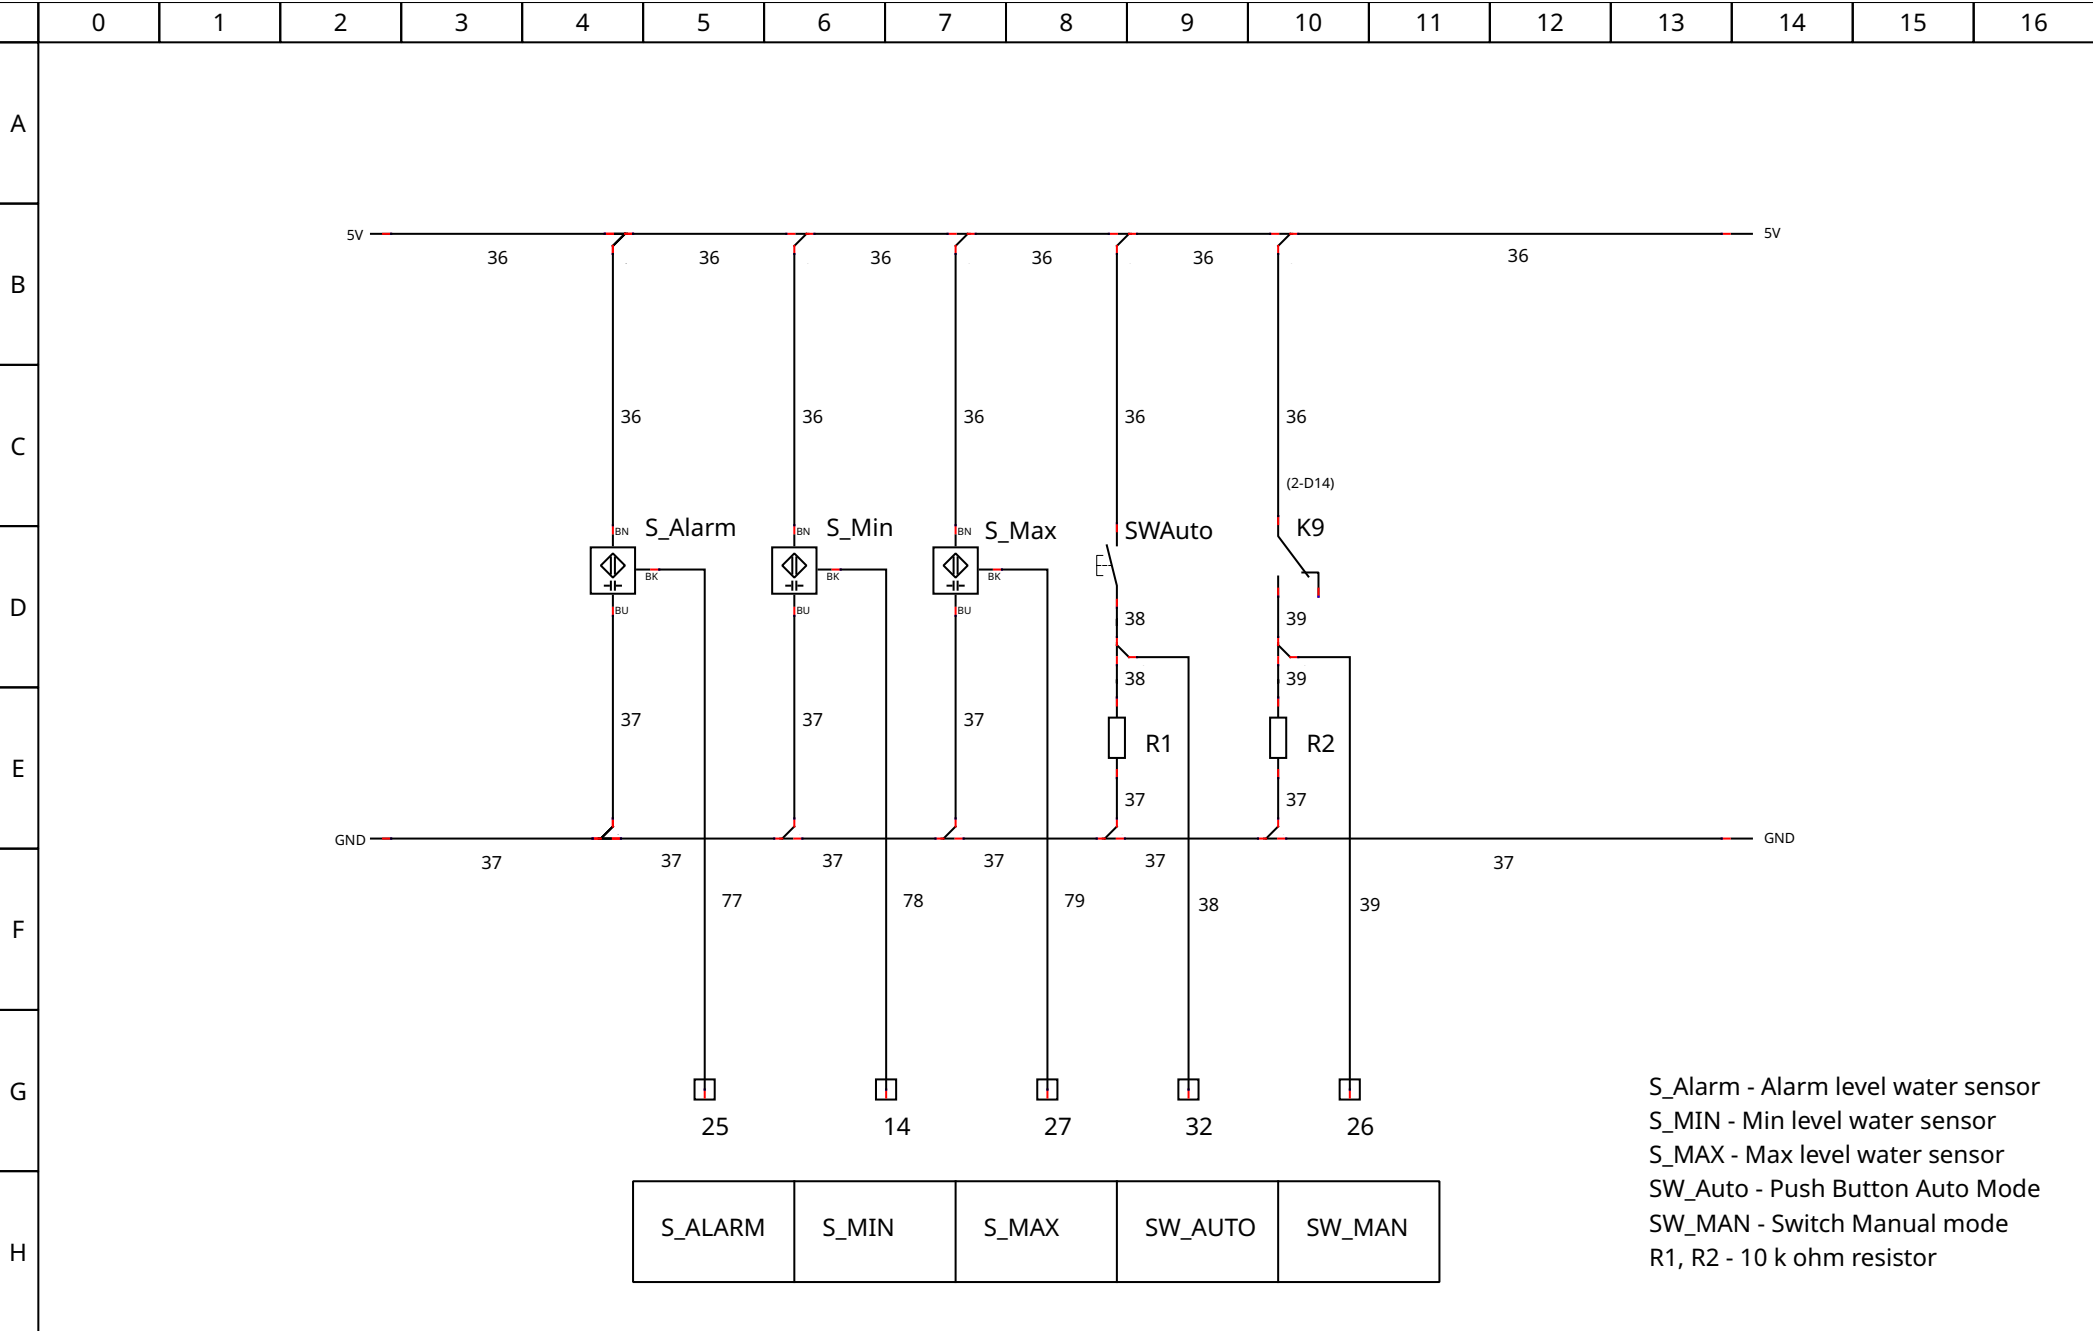 0 1 2 3 4 5 6 7 8 9 10 11 12 13 14 15 16
A
5V 5V
36 36 36 36 36 36
B
36 36 36 36 36
C
(2-D14)
S_Alarm S_Min S_Max SWAuto K9
BN BN BN
BK BK BK
BU BU BU
D
38 39
38 39
37 37 37
R1 R2
E
37 37
GND GND
37 37 37 37 37 37
77 78 79 38 39
F
G
25 14 27 32 26
S_Alarm - Alarm level water sensor
S_MIN - Min level water sensor
S_MAX - Max level water sensor
SW_Auto - Push Button Auto Mode
SW_MAN - Switch Manual mode
R1, R2 - 10 k ohm resistor
S_ALARM S_MIN S_MAX SW_AUTO SW_MAN
H